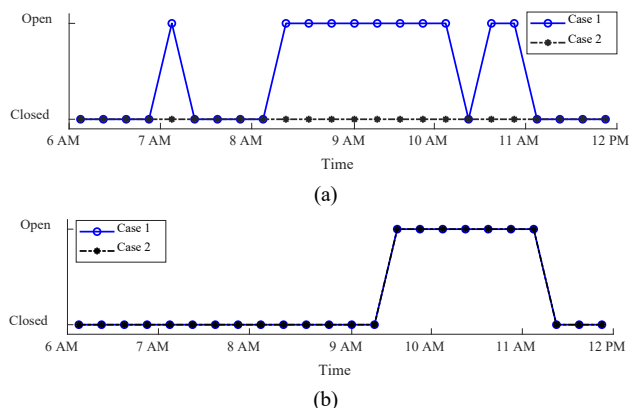 Open
Case 1
Case 2
Closed
6 AM 7 AM 8 AM 9 AM 10 AM 11 AM 12 PM
Time
(a)
Open
Case 1
Case 2
Closed
6 AM 7 AM 8 AM 9 AM 10 AM 11 AM 12 PM
Time
(b)